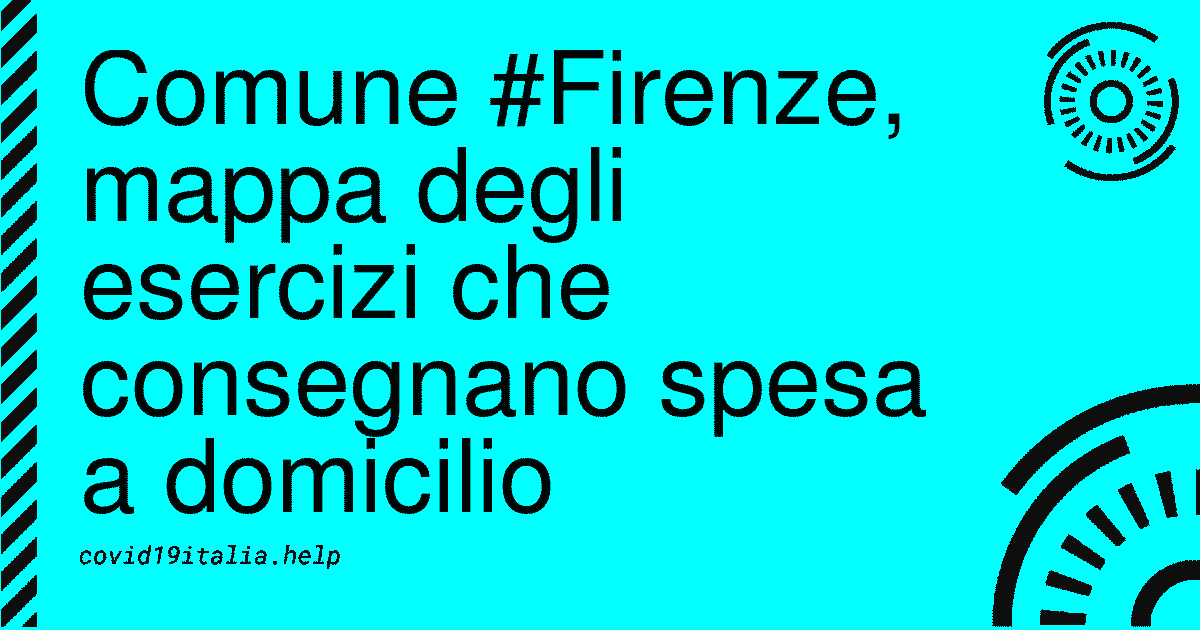 Comune #Firenze,
mappa degli
esercizi che
consegnano spesa
a domicilio
covid19italia.help